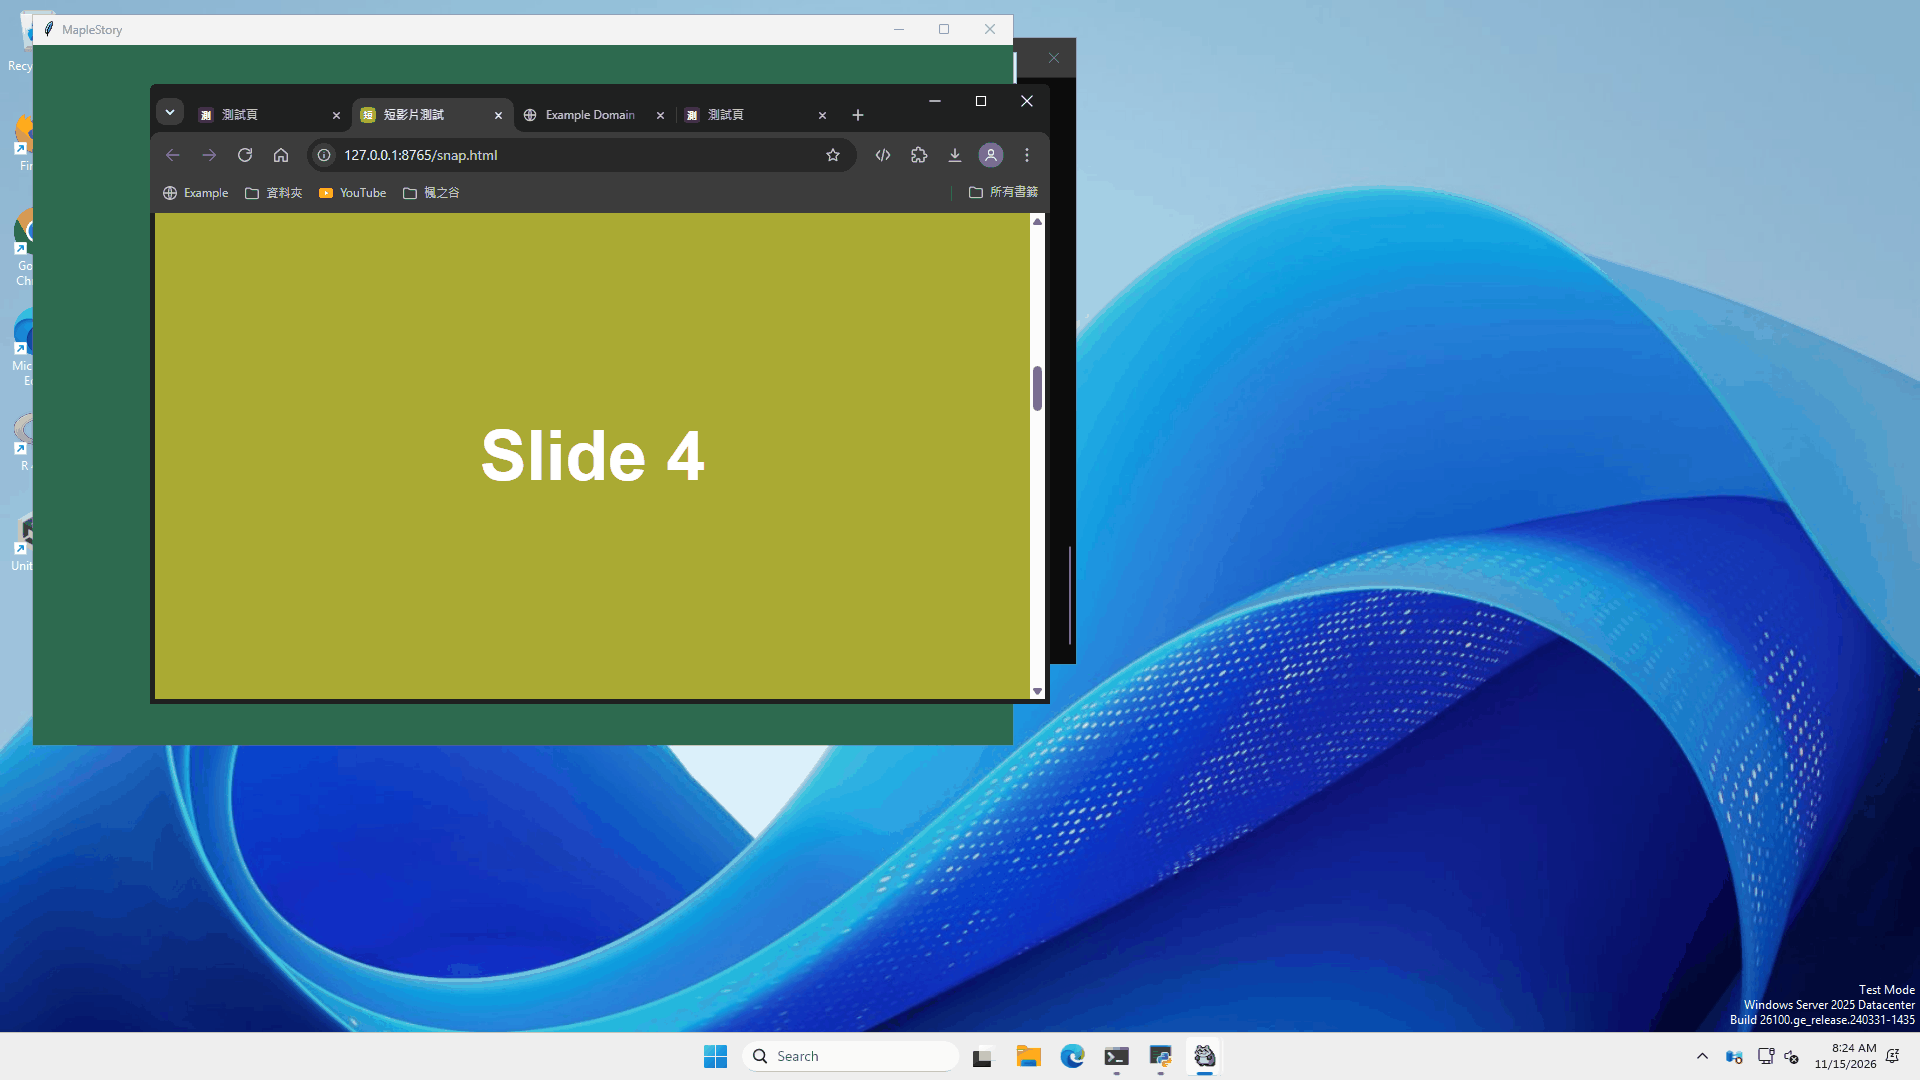 MapleStory
測試頁
短影片測試
Example Domain
測試頁
127.0.0.1:8765/snap.html
Example
資料夾
YouTube
楓之谷
所有書籤
Slide 4
Test Mode
Windows Server 2025 Datacenter
Build 26100.ge_release.240331-1435
Search
8:24 AM
11/15/2026